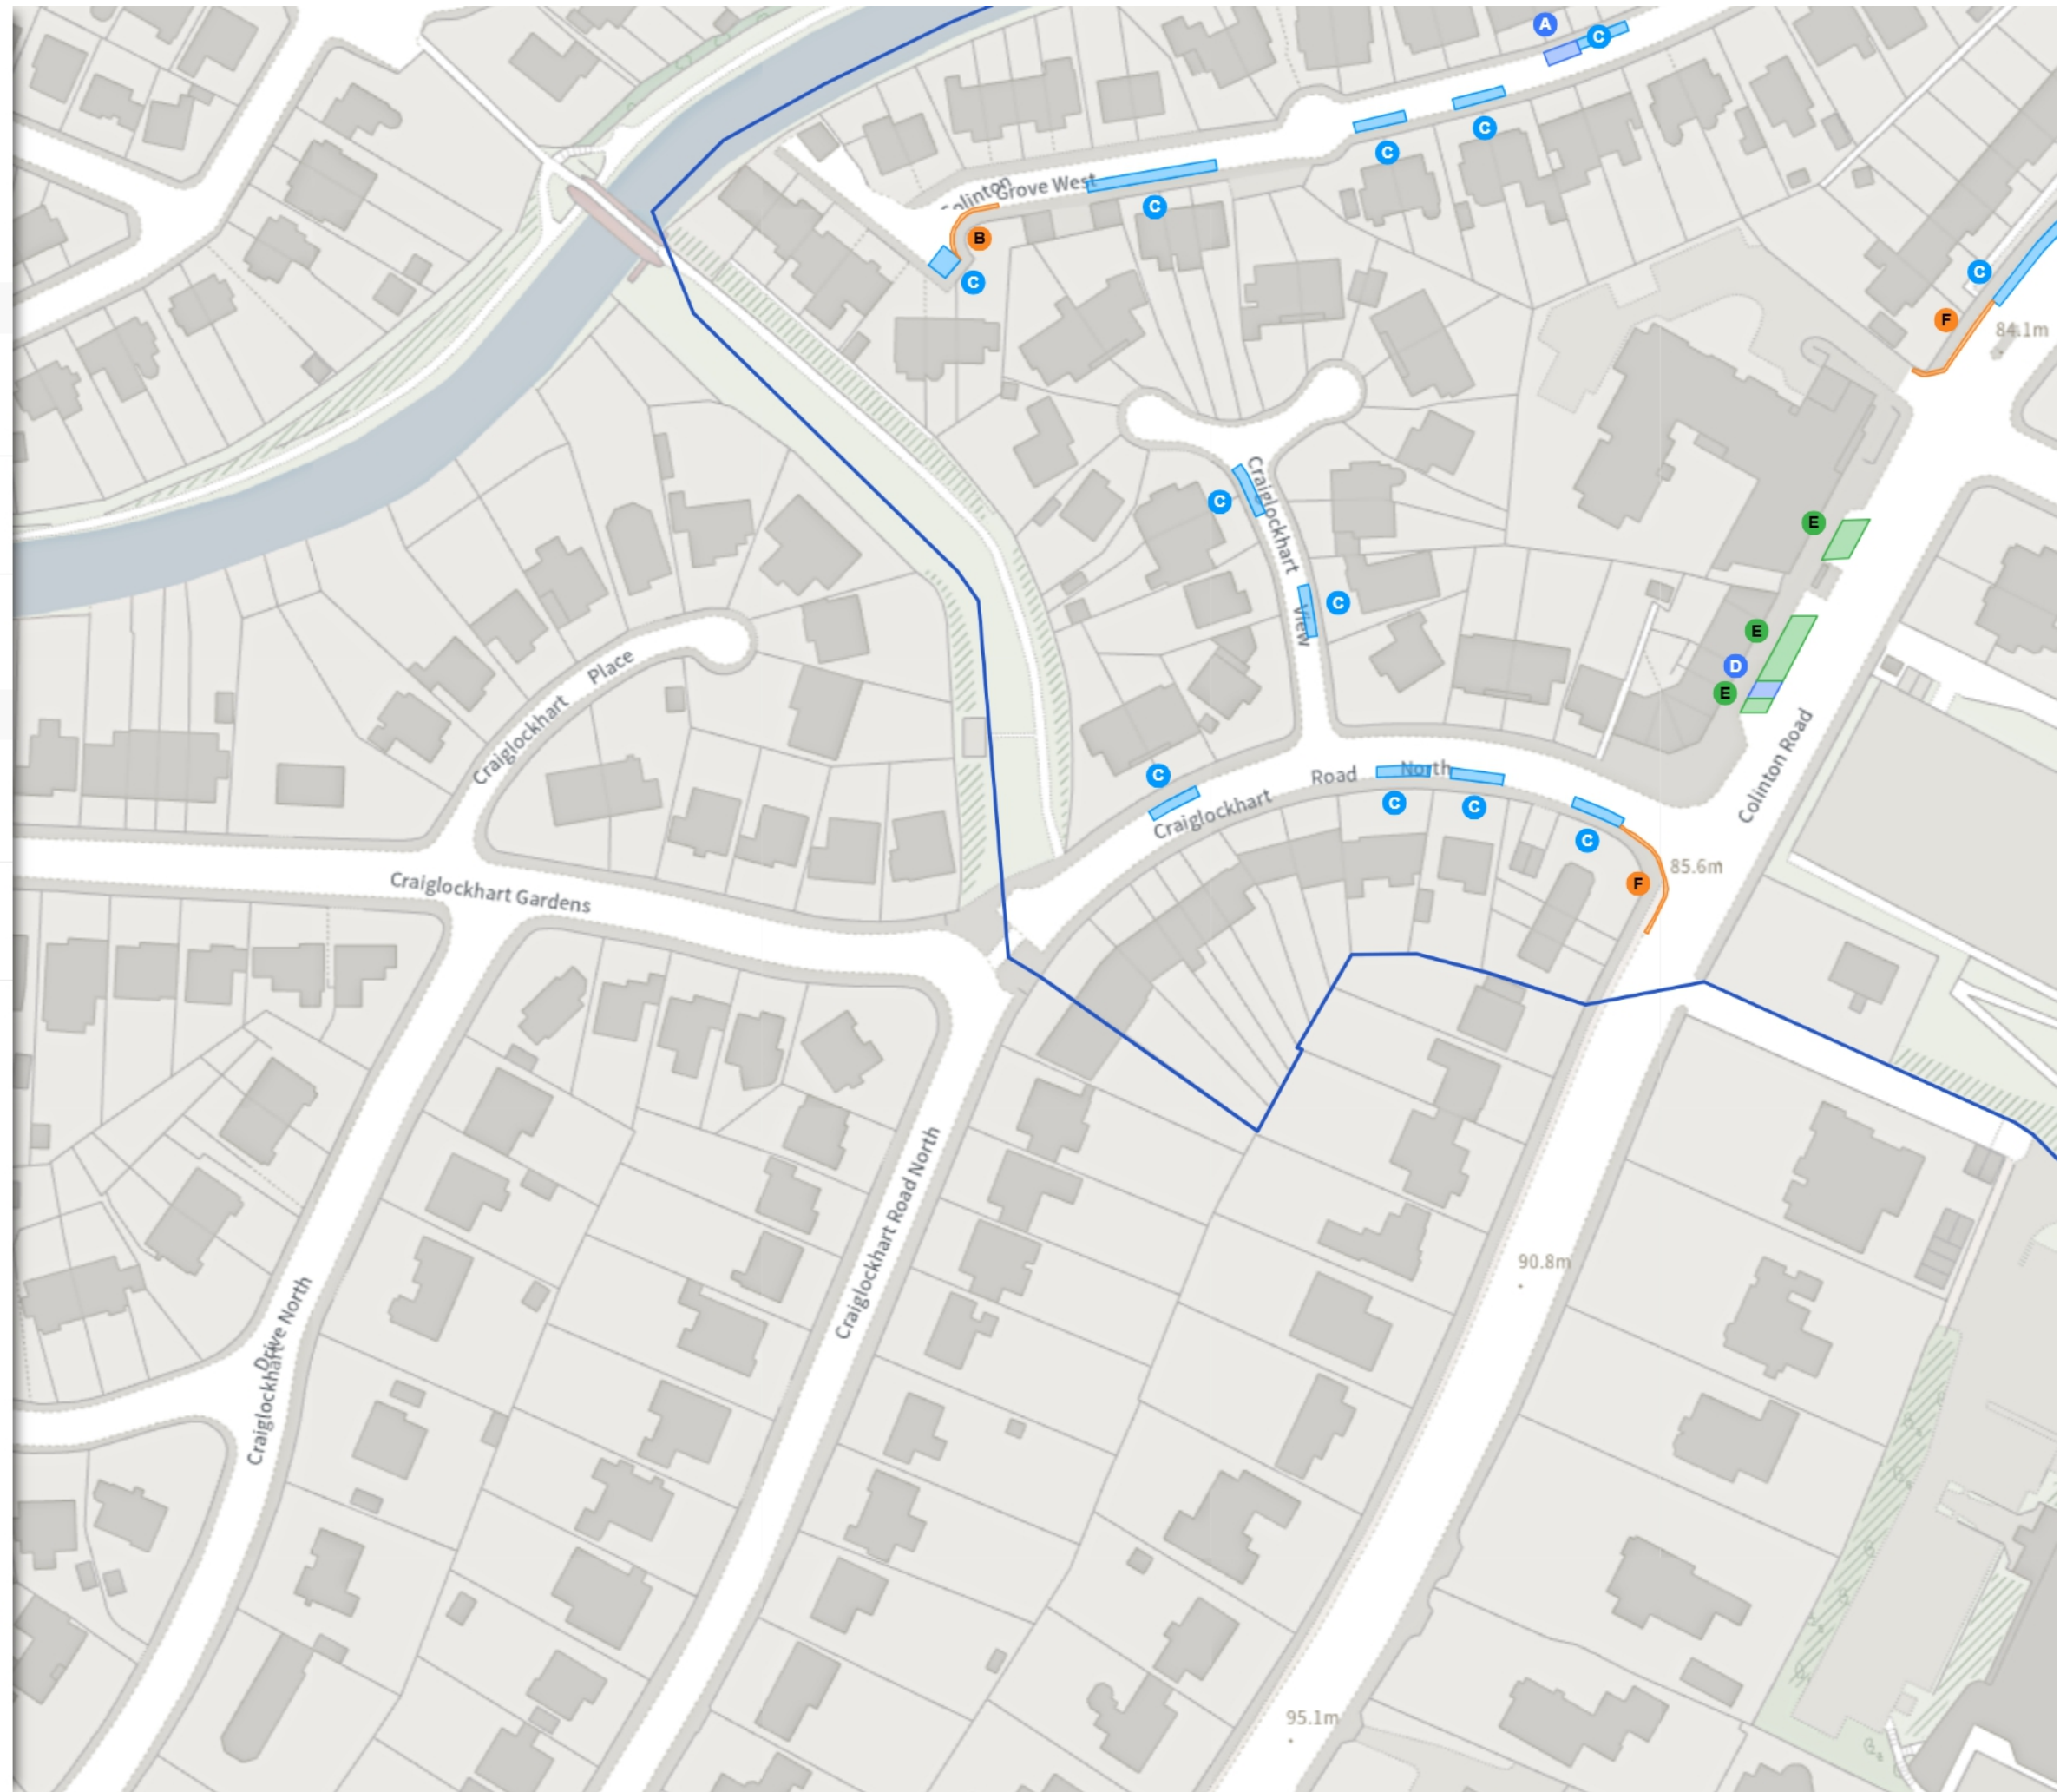 A
C
C
C
Colinton
Grove West
C
B
C
C
F
84.1m
Craiglockhart
View
C
C
E
E
D
E
Place
Craiglockhart
Colinton Road
C
Road
North
Craiglockhart
C
C
C
85.6m
F
Craiglockhart Gardens
Craiglockhart Road North
90.8m
Drive North
Craiglockhart
95.1m